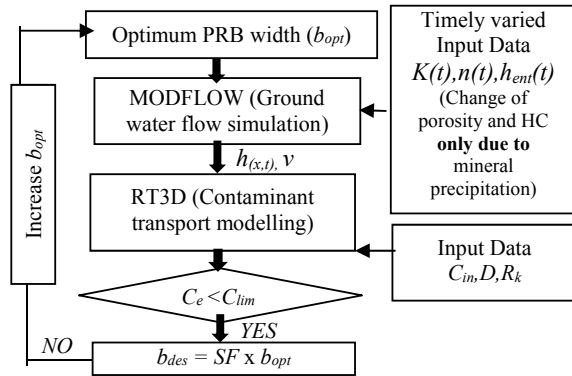 Optimum PRB width (b_opt)
MODFLOW (Ground
water flow simulation)
h_(x,t), v
RT3D (Contaminant
transport modelling)
C_e < C_lim
YES
NO
b_des = SF x b_opt
Increase b_opt
Timely varied
Input Data
K(t),n(t),h_ent(t)
(Change of
porosity and HC
only due to
mineral
precipitation)
Input Data
C_in,D,R_k